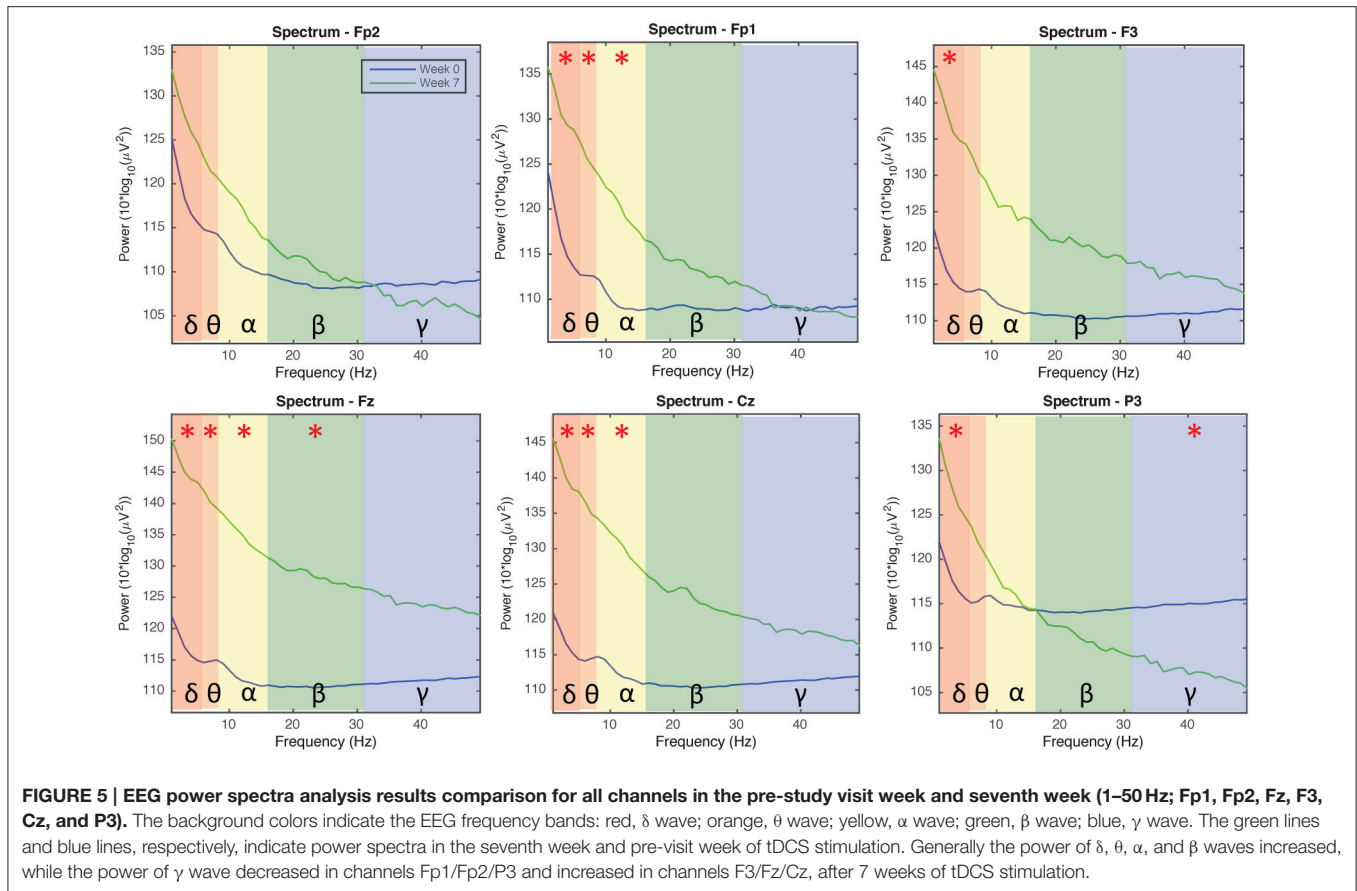 Spectrum - Fp2
135
130
125
120
115
110
105
Power (10*log10(μV²))
Week 0
Week 7
δ θ α β γ
10 20 30 40
Frequency (Hz)
Spectrum - Fp1
135
130
125
120
115
110
Power (10*log10(μV²))
* * *
δ θ α β γ
10 20 30 40
Frequency (Hz)
Spectrum - F3
145
140
135
130
125
120
115
110
Power (10*log10(μV²))
*
δ θ α β γ
10 20 30 40
Frequency (Hz)
Spectrum - Fz
150
145
140
135
130
125
120
115
110
Power (10*log10(μV²))
* * * *
δ θ α β γ
10 20 30 40
Frequency (Hz)
Spectrum - Cz
145
140
135
130
125
120
115
110
Power (10*log10(μV²))
* * *
δ θ α β γ
10 20 30 40
Frequency (Hz)
Spectrum - P3
135
130
125
120
115
110
105
Power (10*log10(μV²))
* *
δ θ α β γ
10 20 30 40
Frequency (Hz)
FIGURE 5 | EEG power spectra analysis results comparison for all channels in the pre-study visit week and seventh week (1–50 Hz; Fp1, Fp2, Fz, F3,
Cz, and P3). The background colors indicate the EEG frequency bands: red, δ wave; orange, θ wave; yellow, α wave; green, β wave; blue, γ wave. The green lines
and blue lines, respectively, indicate power spectra in the seventh week and pre-visit week of tDCS stimulation. Generally the power of δ, θ, α, and β waves increased,
while the power of γ wave decreased in channels Fp1/Fp2/P3 and increased in channels F3/Fz/Cz, after 7 weeks of tDCS stimulation.